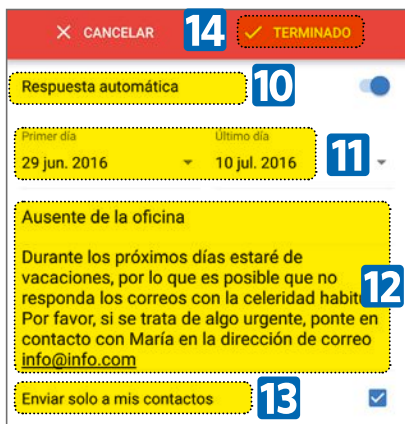 CANCELAR 14 TERMINADO
Respuesta automática 10
Primer día Último día
29 jun. 2016 10 jul. 2016 11
Ausente de la oficina
Durante los próximos días estaré de
vacaciones, por lo que es posible que no
responda los correos con la celeridad
Por favor, si se trata de algo urgente, ponte en
contacto con María en la dirección de correo
info@info.com
12
Enviar solo a mis contactos 13